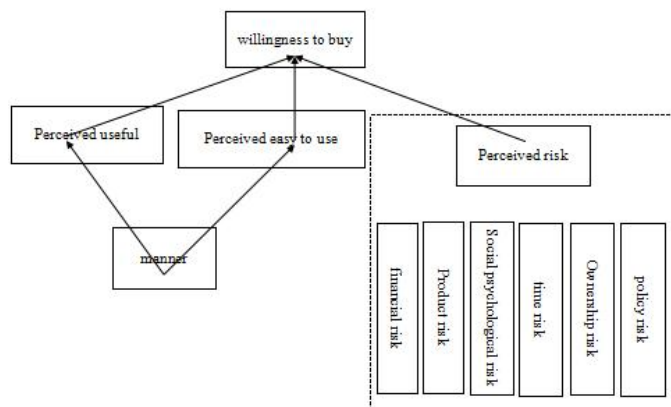 willingness to buy
Perceived useful
Perceived easy to use
Perceived risk
manner
financial risk
Product risk
Social psychological risk
time risk
Ownership risk
policy risk